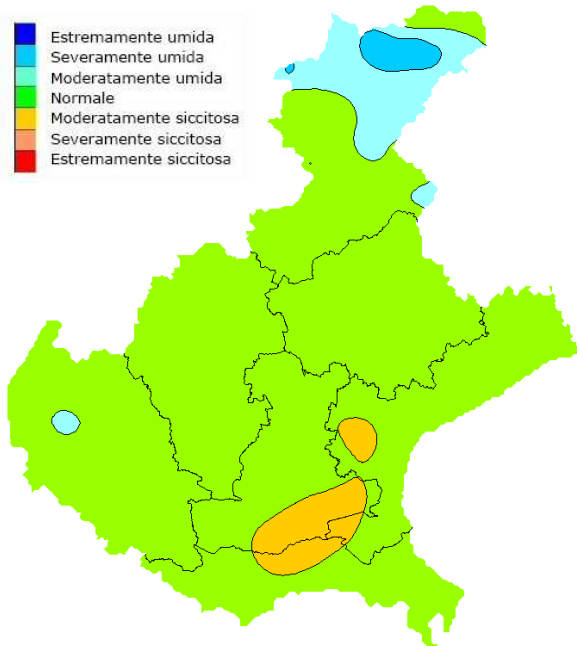 Estremamente umida
Severamente umida
Moderatamente umida
Normale
Moderatamente siccitosa
Severamente siccitosa
Estremamente siccitosa